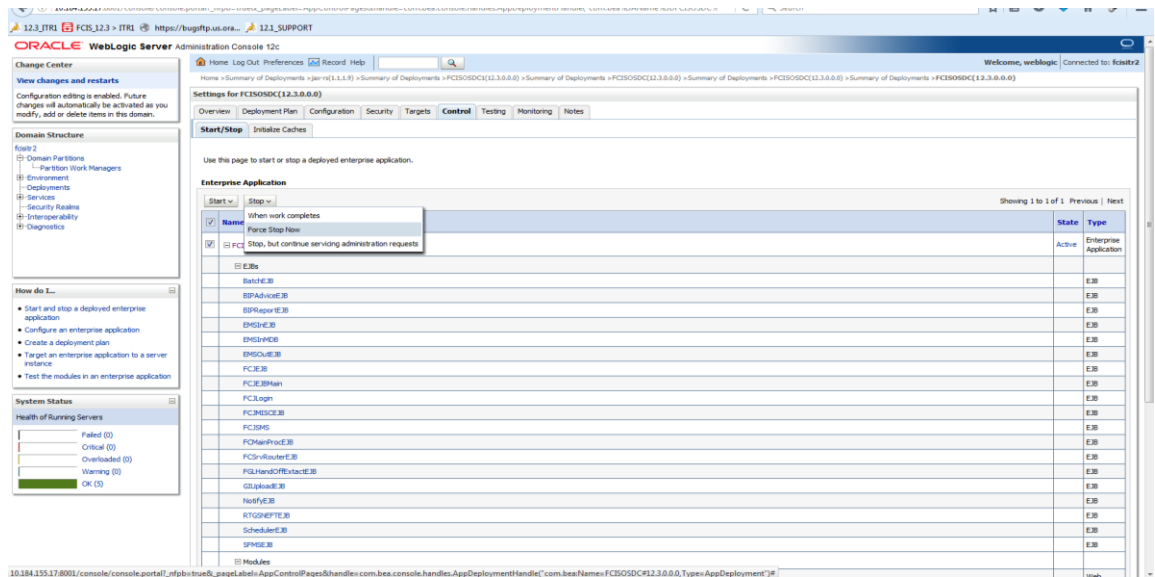 12.3_ITR1 FCIS_12.3 > ITR1 https://bugsftp.us.ora... 12.1_SUPPORT
ORACLE WebLogic Server Administration Console 12c
Change Center
View changes and restarts
Configuration editing is enabled. Future changes will automatically be activated as you modify, add or delete items in this domain.
Domain Structure
fcisitr2
Domain Partitions
Partition Work Managers
Environment
Deployments
Services
Security Realms
Interoperability
Diagnostics
How do I...
Start and stop a deployed enterprise application
Configure an enterprise application
Create a deployment plan
Target an enterprise application to a server instance
Test the modules in an enterprise application
System Status
Health of Running Servers
Failed (0)
Critical (0)
Overloaded (0)
Warning (0)
OK (5)
Home Log Out Preferences Record Help
Welcome, weblogic Connected to: fcisitr2
Home >Summary of Deployments >jax-rs(1.1.1.9) >Summary of Deployments >FCISOSDC1(12.3.0.0.0) >Summary of Deployments >FCISOSDC(12.3.0.0.0) >Summary of Deployments >FCISOSDC(12.3.0.0.0) >Summary of Deployments >FCISOSDC(12.3.0.0.0)
Settings for FCISOSDC(12.3.0.0.0)
Overview Deployment Plan Configuration Security Targets Control Testing Monitoring Notes
Start/Stop Initialize Caches
Use this page to start or stop a deployed enterprise application.
Enterprise Application
Start Stop Showing 1 to 1 of 1 Previous | Next
When work completes
Force Stop Now
Stop, but continue servicing administration requests
Name State Type
FCI Active Enterprise Application
EJBs
BatchEJB EJB
BIPAdviceEJB EJB
BIPReportEJB EJB
EMSInEJB EJB
EMSInMDB EJB
EMSOutEJB EJB
FCJEJB EJB
FCJEJBMain EJB
FCJLogin EJB
FCJMISCEJB EJB
FCJSMS EJB
FCMainProcEJB EJB
FCSrvRouterEJB EJB
FGLHandOffExtactEJB EJB
GIUploadEJB EJB
NotifyEJB EJB
RTGSNEFTEJB EJB
SchedulerEJB EJB
SFMSEJB EJB
Modules
10.184.155.17:8001/console/console.portal?_nfpb=true&_pageLabel=AppControlPages&handle=com.bea.console.handles.AppDeploymentHandle("com.bea:Name=FCISOSDC#12.3.0.0.0,Type=AppDeployment")#